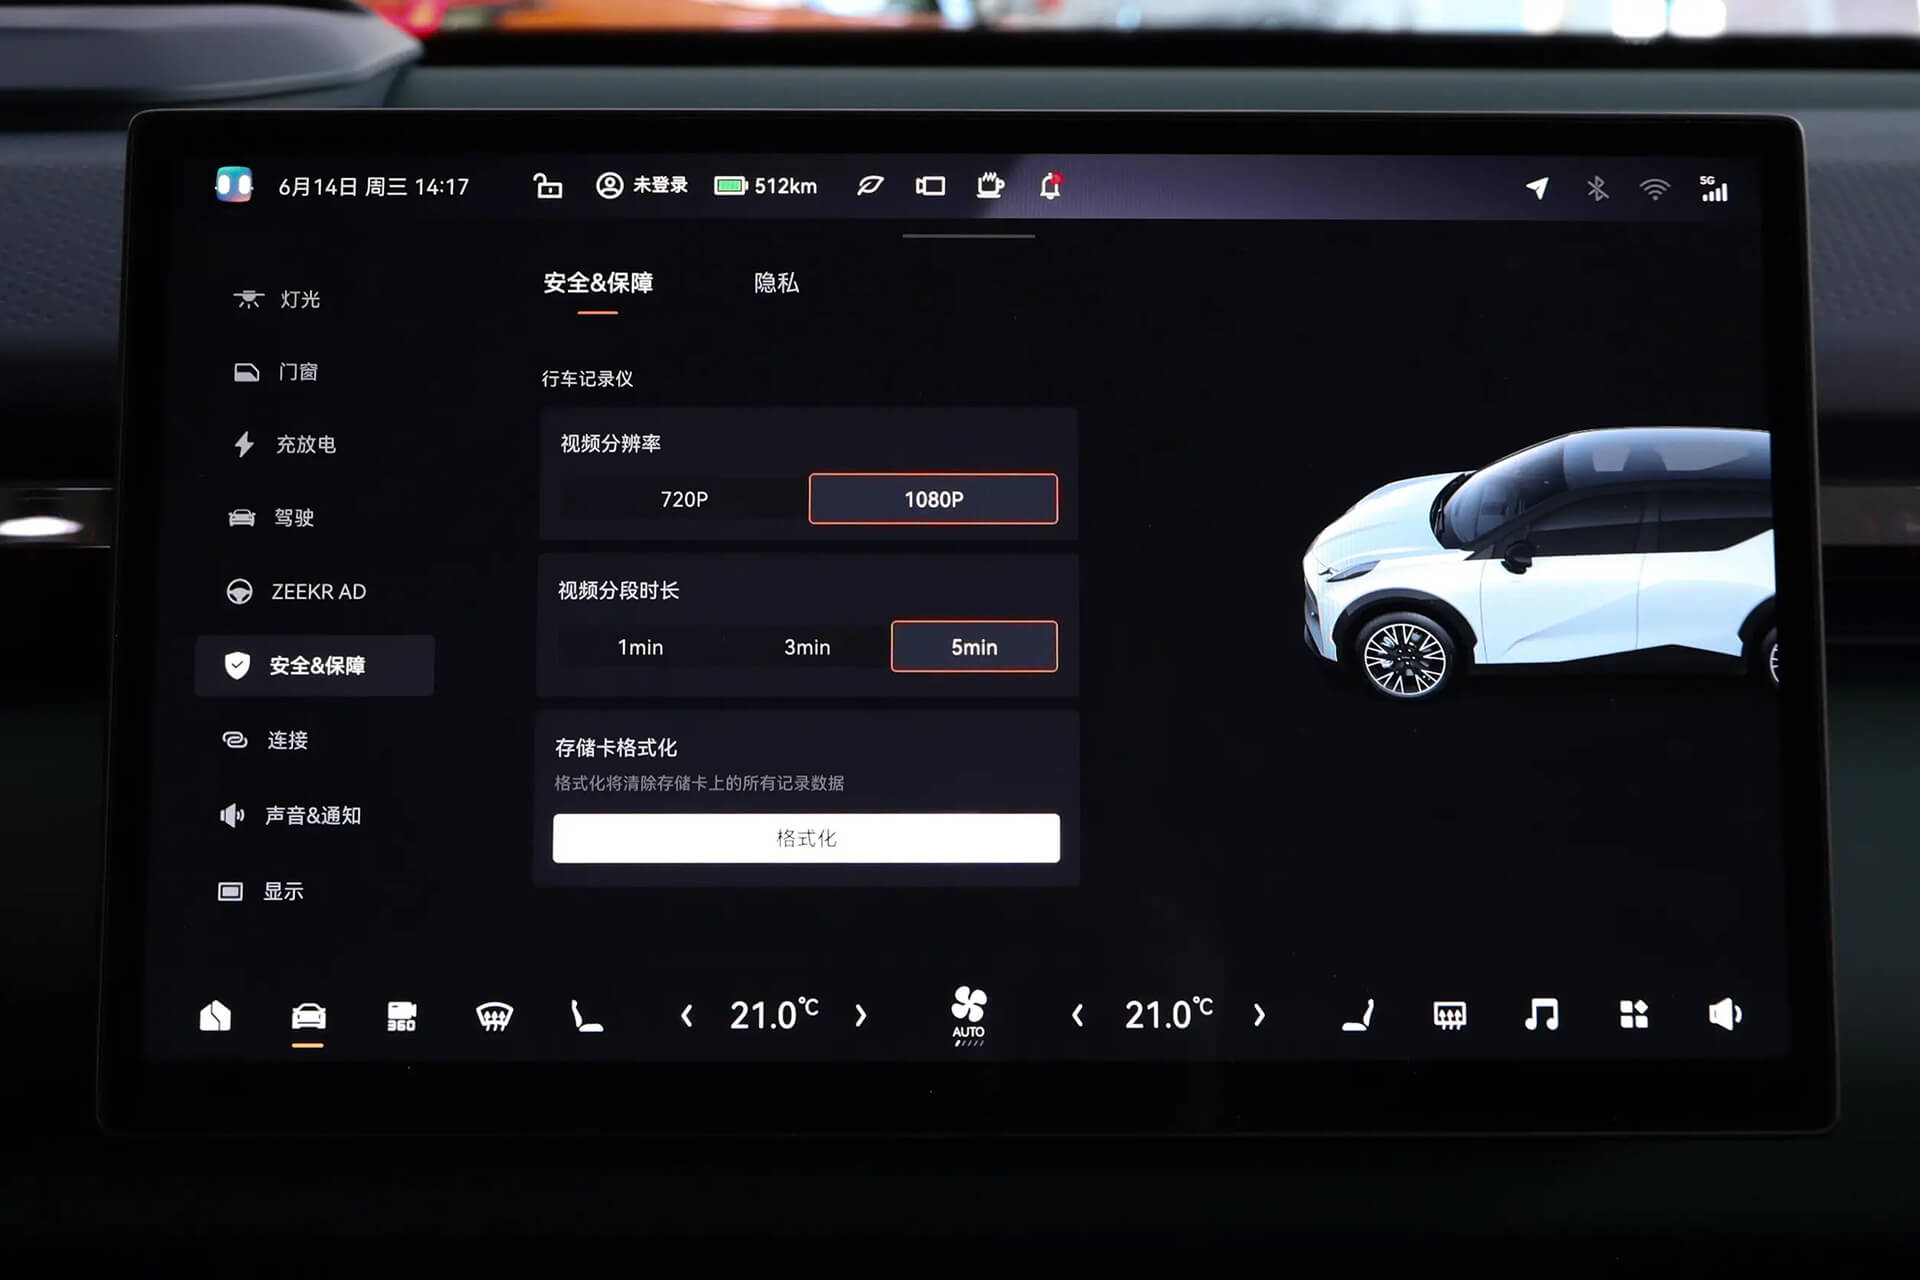 6月14日 周三 14:17
未登录
512km
5G
灯光
门窗
充放电
驾驶
ZEEKR AD
安全&保障
连接
声音&通知
显示
安全&保障
隐私
行车记录仪
视频分辨率
720P
1080P
视频分段时长
1min
3min
5min
存储卡格式化
格式化将清除存储卡上的所有记录数据
格式化
360
21.0℃
AUTO
21.0℃